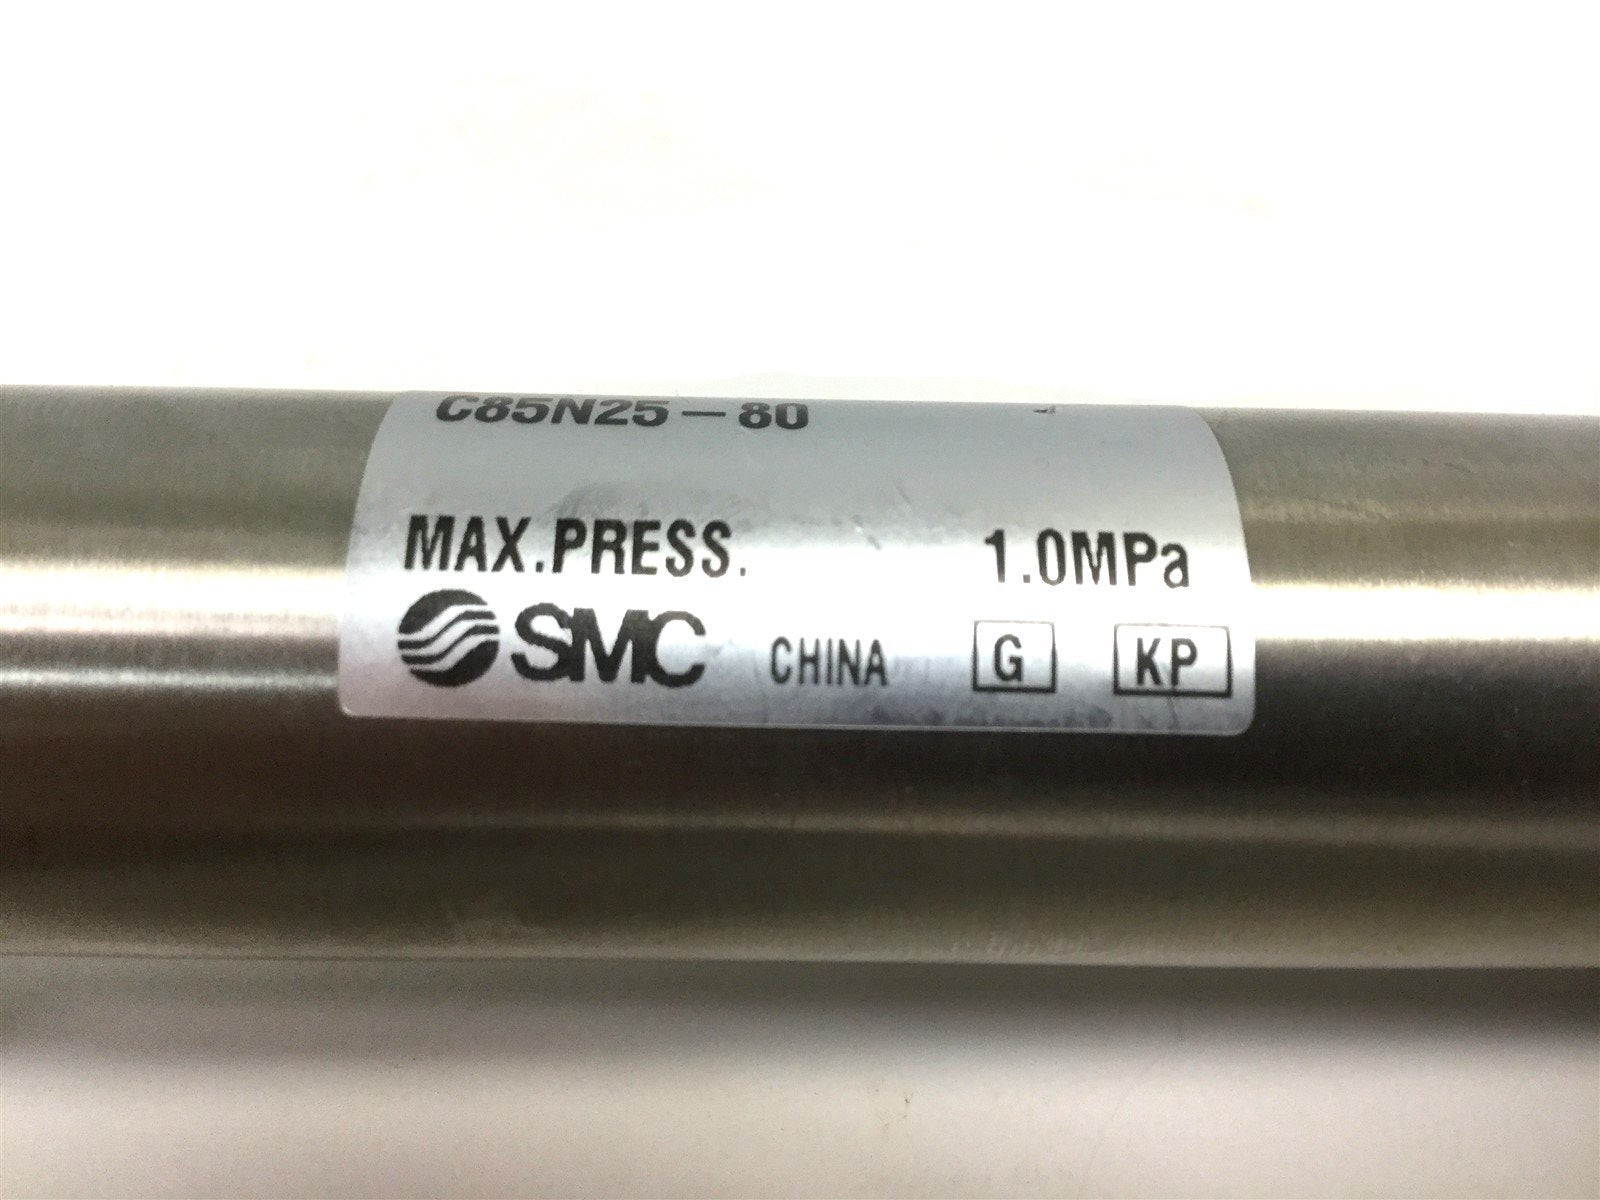 C85N25-80
MAX.PRESS. 1.0MPa
SMC CHINA G KP